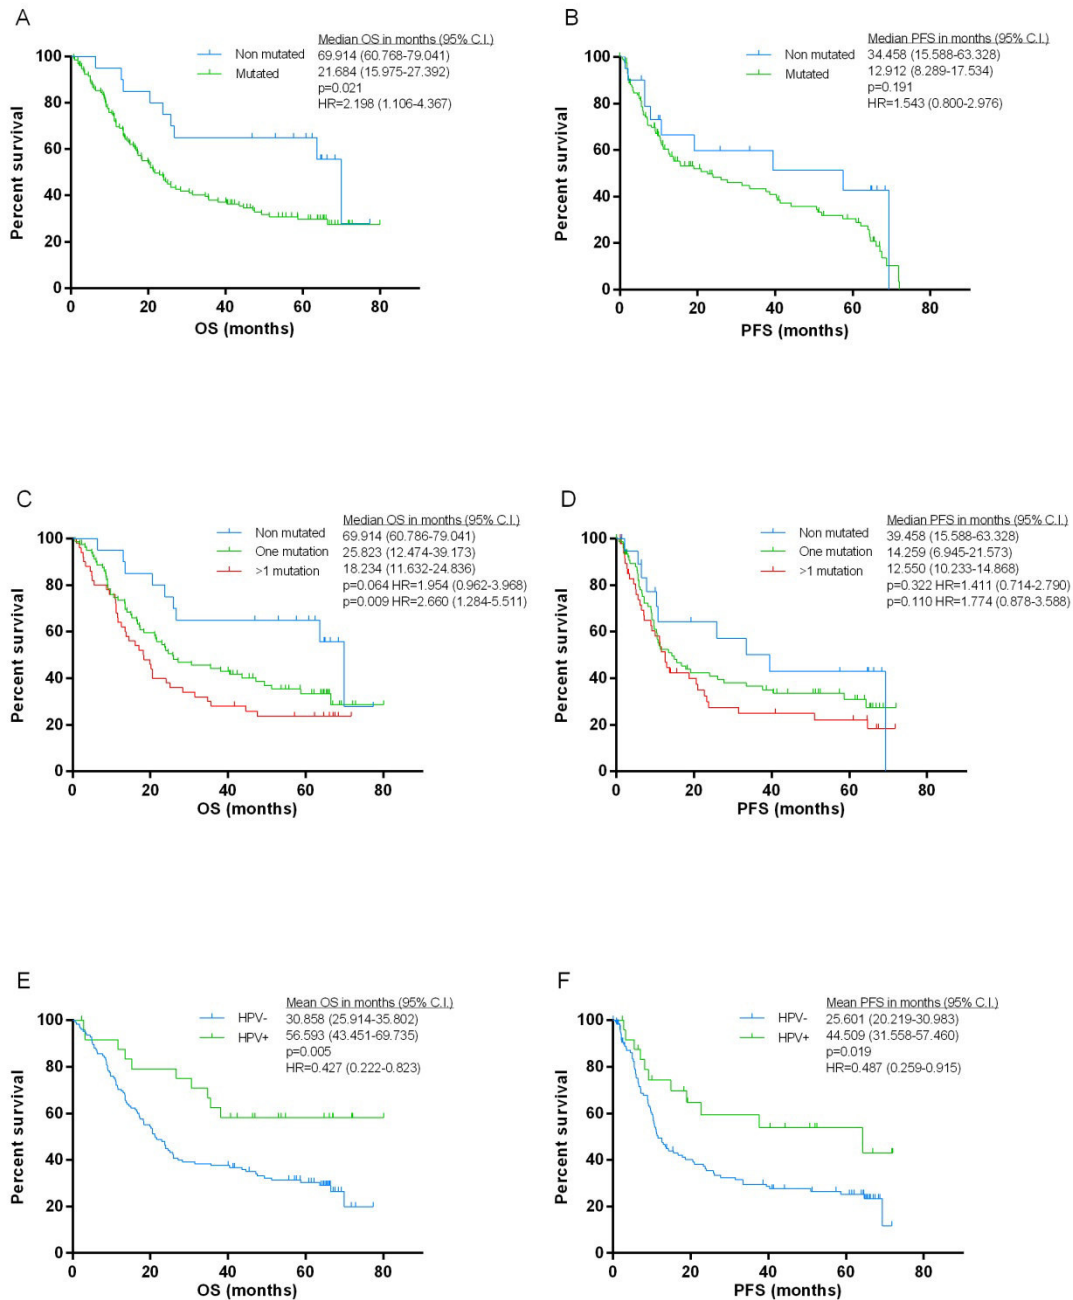 A
Median OS in months (95% C.I.)
Non mutated 69.914 (60.768-79.041)
Mutated 21.684 (15.975-27.392)
p=0.021
HR=2.198 (1.106-4.367)
100
80
60
40
20
0
Percent survival
0 20 40 60 80
OS (months)
B
Median PFS in months (95% C.I.)
Non mutated 34.458 (15.588-63.328)
Mutated 12.912 (8.289-17.534)
p=0.191
HR=1.543 (0.800-2.976)
100
80
60
40
20
0
Percent survival
0 20 40 60 80
PFS (months)
C
Median OS in months (95% C.I.)
Non mutated 69.914 (60.786-79.041)
One mutation 25.823 (12.474-39.173)
>1 mutation 18.234 (11.632-24.836)
p=0.064 HR=1.954 (0.962-3.968)
p=0.009 HR=2.660 (1.284-5.511)
100
80
60
40
20
0
Percent survival
0 20 40 60 80
OS (months)
D
Median PFS in months (95% C.I.)
Non mutated 39.458 (15.588-63.328)
One mutation 14.259 (6.945-21.573)
>1 mutation 12.550 (10.233-14.868)
p=0.322 HR=1.411 (0.714-2.790)
p=0.110 HR=1.774 (0.878-3.588)
100
80
60
40
20
0
Percent survival
0 20 40 60 80
PFS (months)
E
Mean OS in months (95% C.I.)
HPV- 30.858 (25.914-35.802)
HPV+ 56.593 (43.451-69.735)
p=0.005
HR=0.427 (0.222-0.823)
100
80
60
40
20
0
Percent survival
0 20 40 60 80
OS (months)
F
Mean PFS in months (95% C.I.)
HPV- 25.601 (20.219-30.983)
HPV+ 44.509 (31.558-57.460)
p=0.019
HR=0.487 (0.259-0.915)
100
80
60
40
20
0
Percent survival
0 20 40 60 80
PFS (months)